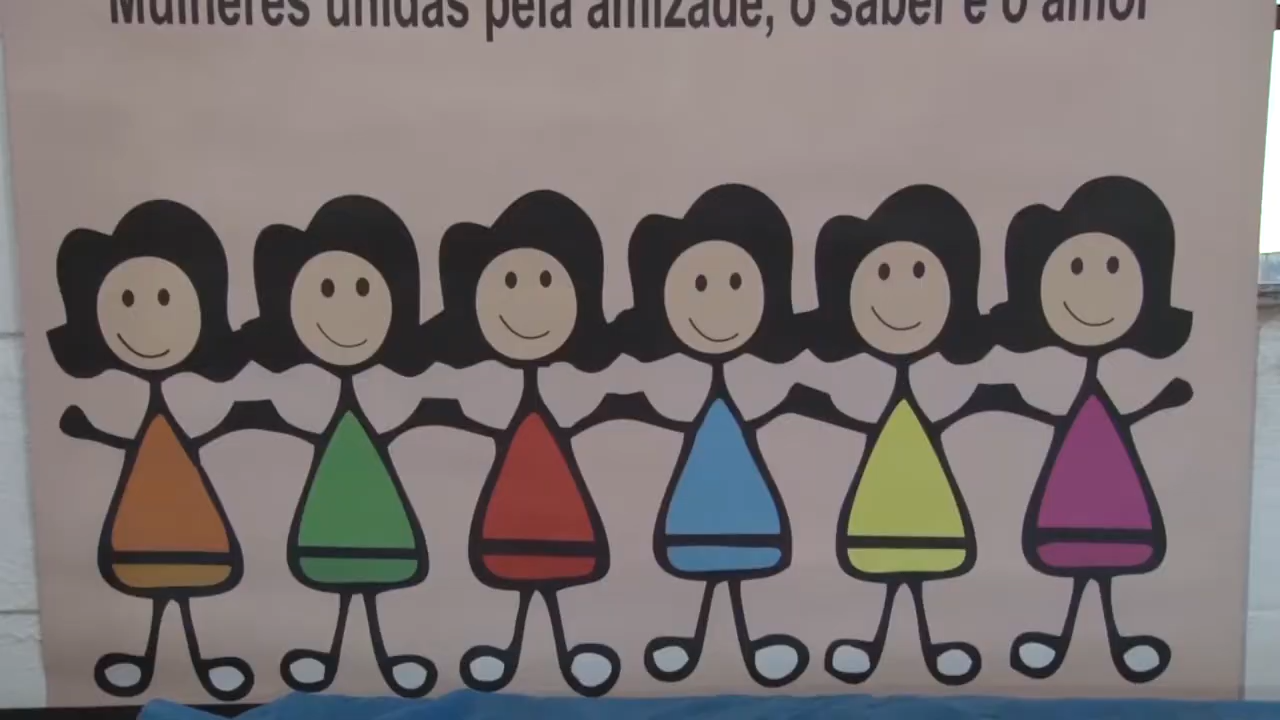 Mulheres unidas pela amizade, o saber e o amor